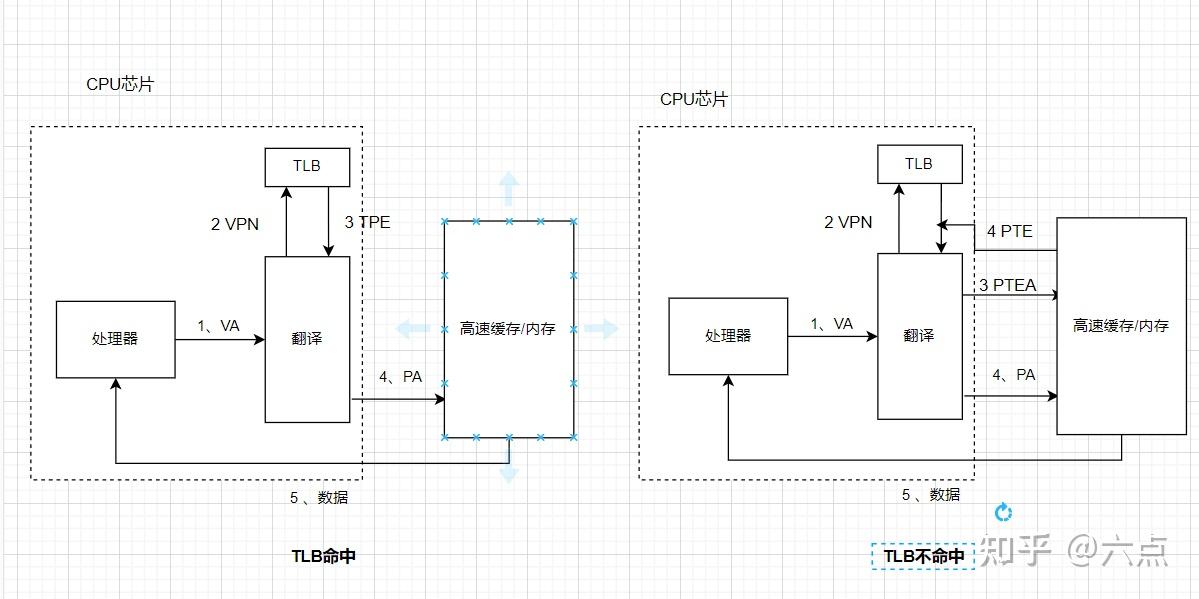 CPU芯片
TLB
2 VPN
3 TPE
处理器
1、VA
翻译
高速缓存/内存
4、PA
5 、数据
TLB命中
CPU芯片
TLB
2 VPN
4 PTE
3 PTEA
处理器
1、VA
翻译
高速缓存/内存
4、PA
5 、数据
TLB不命中
知乎 @六点